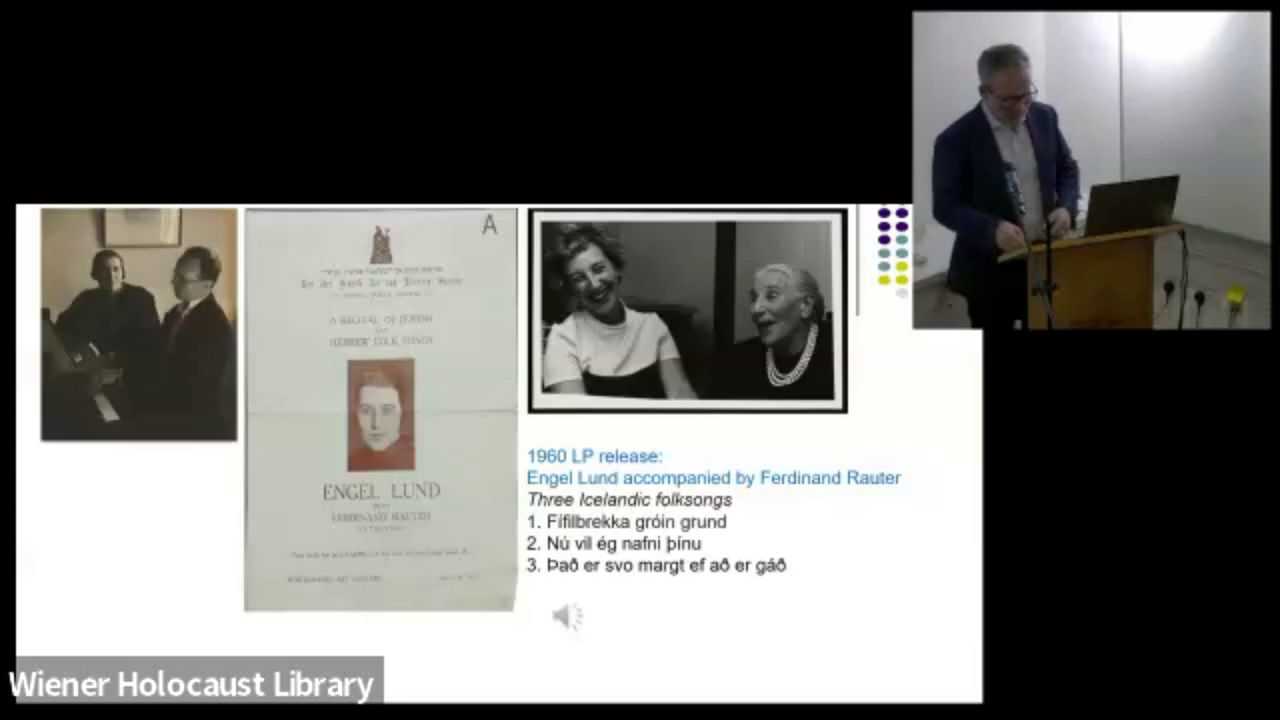 A
A RECITAL OF JEWISH
HEBREW FOLK SONGS
ENGEL LUND
FERDINAND RAUTER
1960 LP release:
Engel Lund accompanied by Ferdinand Rauter
Three Icelandic folksongs
1. Fífilbrekka gróin grund
2. Nú vil ég nafni þínu
3. Það er svo margt ef að er gáð
Wiener Holocaust Library